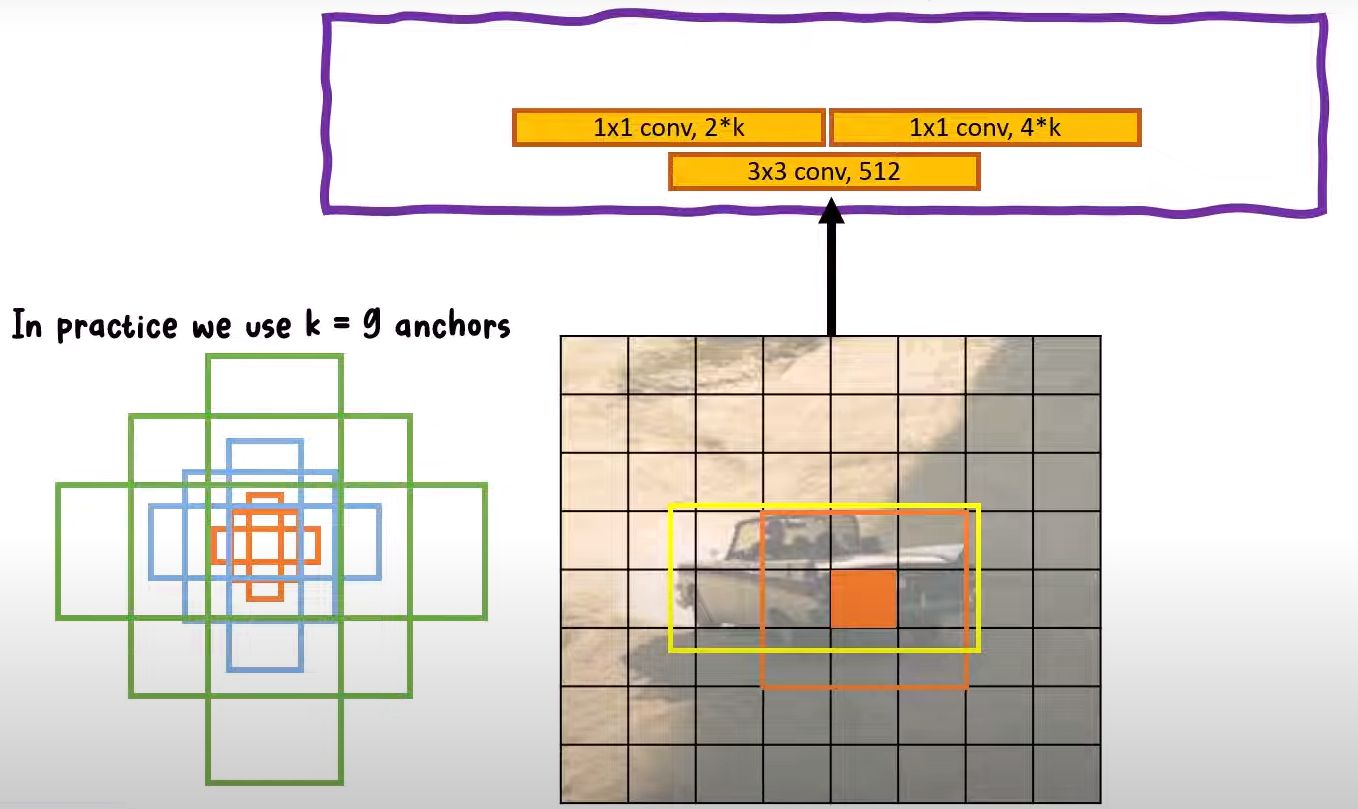 1x1 conv, 2*k
1x1 conv, 4*k
3x3 conv, 512
In practice we use k = 9 anchors